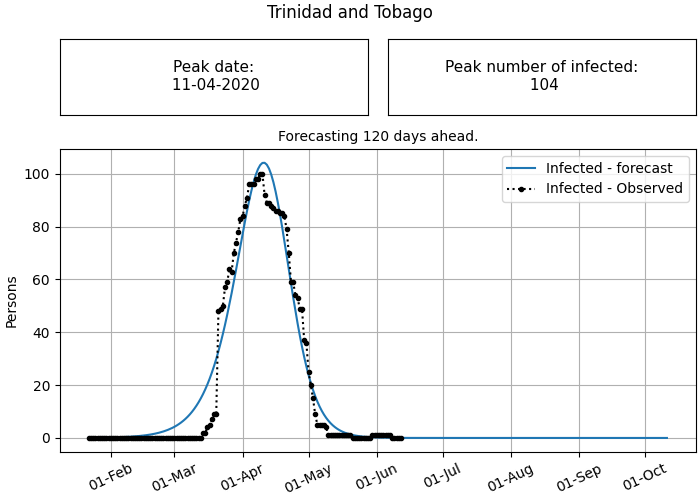 Trinidad and Tobago
Peak date:
11-04-2020
Peak number of infected:
104
Forecasting 120 days ahead.
Infected - forecast
Infected - Observed
Persons
100
80
60
40
20
0
01-Feb
01-Mar
01-Apr
01-May
01-Jun
01-Jul
01-Aug
01-Sep
01-Oct